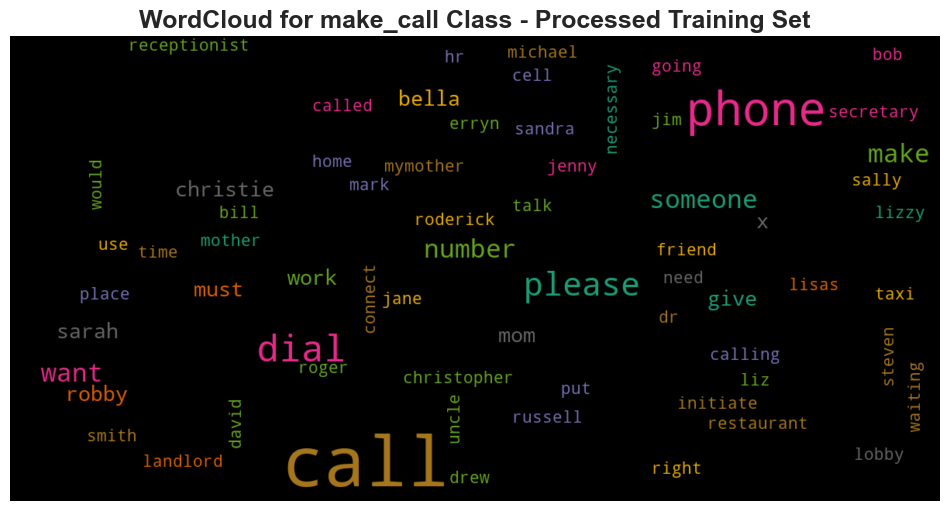 WordCloud for make_call Class - Processed Training Set
receptionist
hr
michael
bob
going
cell
called
bella
necessary
phone
secretary
erryn
sandra
jim
make
home
mymother
jenny
would
mark
christie
sally
someone
bill
roderick
talk
x
lizzy
use
time
mother
number
friend
work
please
need
place
must
connect
jane
give
lisas
taxi
dr
sarah
dial
mom
steven
calling
want
roger
christopher
put
liz
waiting
robby
david
uncle
russell
initiate
restaurant
smith
landlord
call
drew
right
lobby